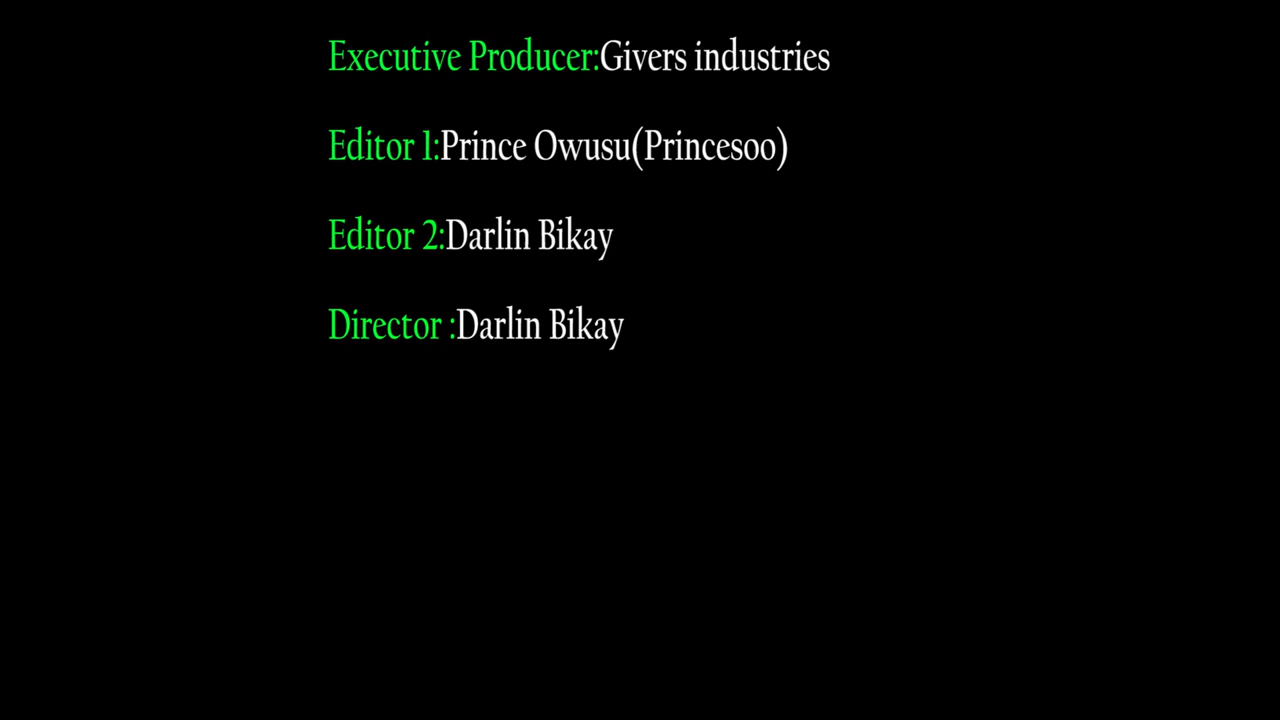 Executive Producer:Givers industries
Editor 1:Prince Owusu(Princesoo)
Editor 2:Darlin Bikay
Director :Darlin Bikay